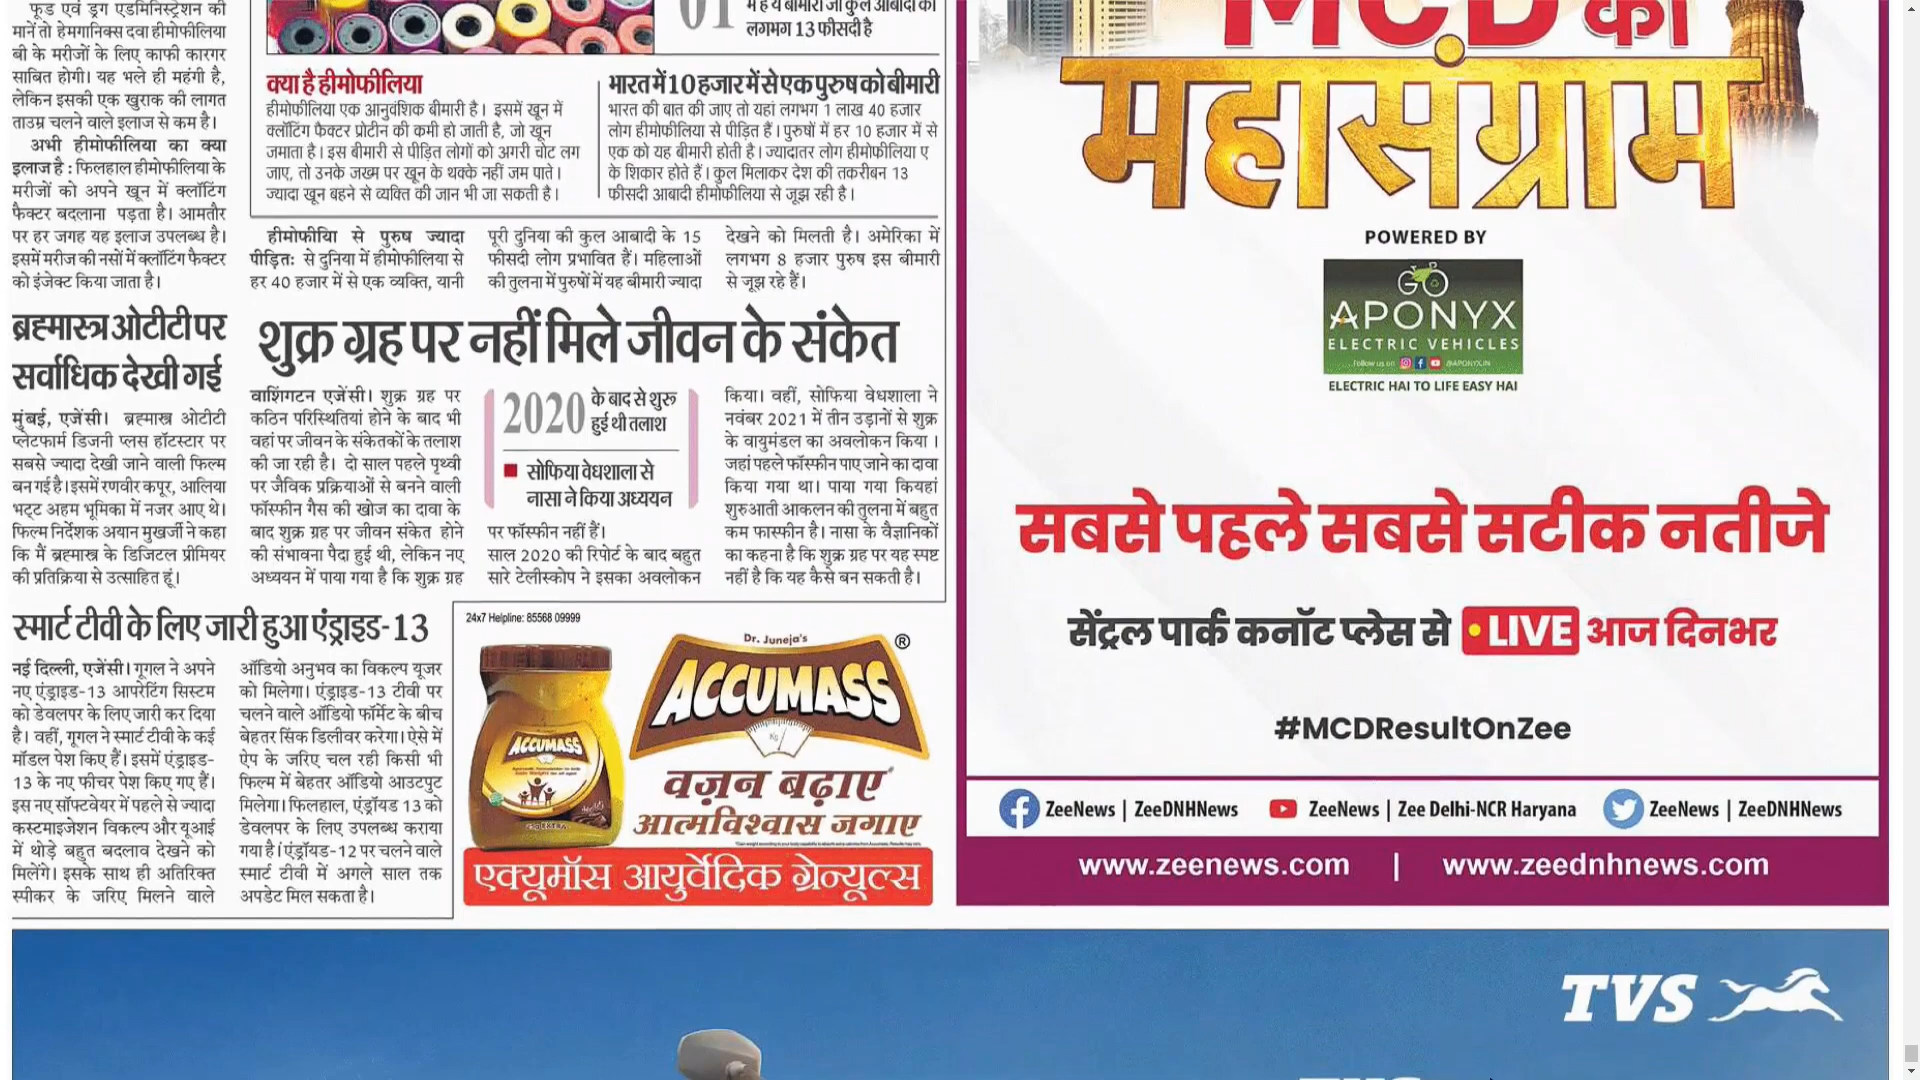 फूड एवं ड्रग एडमिनिस्ट्रेशन की
मानें तो हेमगानिक्स दवा हीमोफीलिया
बी के मरीजों के लिए काफी कारगर
साबित होगी। यह भले ही महंगी है,
लेकिन इसकी एक खुराक की लागत
ताउम्र चलने वाले इलाज से कम है।
अभी हीमोफीलिया का क्या
इलाज है : फिलहाल हीमोफीलिया के
मरीजों को अपने खून में क्लॉटिंग
फैक्टर बदलाना पड़ता है। आमतौर
पर हर जगह यह इलाज उपलब्ध है।
इसमें मरीज की नसों में क्लॉटिंग फैक्टर
को इंजेक्ट किया जाता है।
01
लगभग 13 फीसदी है
क्या है हीमोफीलिया
हीमोफीलिया एक आनुवंशिक बीमारी है। इसमें खून में
क्लॉटिंग फैक्टर प्रोटीन की कमी हो जाती है, जो खून
जमाता है। इस बीमारी से पीड़ित लोगों को अगरी चोट लग
जाए, तो उनके जख्म पर खून के थक्के नहीं जम पाते।
ज्यादा खून बहने से व्यक्ति की जान भी जा सकती है।
भारत में 10 हजार में से एक पुरुष को बीमारी
भारत की बात की जाए तो यहां लगभग 1 लाख 40 हजार
लोग हीमोफीलिया से पीड़ित हैं। पुरुषों में हर 10 हजार में से
एक को यह बीमारी होती है। ज्यादातर लोग हीमोफीलिया ए
के शिकार होते हैं। कुल मिलाकर देश की तकरीबन 13
फीसदी आबादी हीमोफीलिया से जूझ रही है।
हीमोफीयिा से पुरुष ज्यादा
पीड़ित: से दुनिया में हीमोफीलिया से
हर 40 हजार में से एक व्यक्ति, यानी
पूरी दुनिया की कुल आबादी के 15
फीसदी लोग प्रभावित हैं। महिलाओं
की तुलना में पुरुषों में यह बीमारी ज्यादा
देखने को मिलती है। अमेरिका में
लगभग 8 हजार पुरुष इस बीमारी
से जूझ रहे हैं।
ब्रह्मास्त्र ओटीटी पर
सर्वाधिक देखी गई
मुंबई, एजेंसी। ब्रह्मास्त्र ओटीटी
प्लेटफार्म डिजनी प्लस हॉटस्टार पर
सबसे ज्यादा देखी जाने वाली फिल्म
बन गई है। इसमें रणवीर कपूर, आलिया
भट्ट अहम भूमिका में नजर आए थे।
फिल्म निर्देशक अयान मुखर्जी ने कहा
कि मैं ब्रह्मास्त्र के डिजिटल प्रीमियर
की प्रतिक्रिया से उत्साहित हूं।
शुक्र ग्रह पर नहीं मिले जीवन के संकेत
वाशिंगटन एजेंसी। शुक्र ग्रह पर
कठिन परिस्थितियां होने के बाद भी
वहां पर जीवन के संकेतकों के तलाश
की जा रही है। दो साल पहले पृथ्वी
पर जैविक प्रक्रियाओं से बनने वाली
फॉस्फीन गैस की खोज का दावा के
बाद शुक्र ग्रह पर जीवन संकेत होने
की संभावना पैदा हुई थी, लेकिन नए
अध्ययन में पाया गया है कि शुक्र ग्रह
2020 के बाद से शुरु
हुई थी तलाश
सोफिया वेधशाला से
नासा ने किया अध्ययन
पर फॉस्फीन नहीं हैं।
साल 2020 की रिपोर्ट के बाद बहुत
सारे टेलीस्कोप ने इसका अवलोकन
किया। वहीं, सोफिया वेधशाला ने
नवंबर 2021 में तीन उड़ानों से शुक्र
के वायुमंडल का अवलोकन किया ।
जहां पहले फॉस्फीन पाए जाने का दावा
किया गया था। पाया गया कियहां
शुरुआती आकलन की तुलना में बहुत
कम फास्फीन है। नासा के वैज्ञानिकों
का कहना है कि शुक्र ग्रह पर यह स्पष्ट
नहीं है कि यह कैसे बन सकती है।
स्मार्ट टीवी के लिए जारी हुआ एंड्राइड-13
नई दिल्ली, एजेंसी। गूगल ने अपने
नए एंड्राइड-13 आपरेटिंग सिस्टम
को डेवलपर के लिए जारी कर दिया
है। वहीं, गूगल ने स्मार्ट टीवी के कई
मॉडल पेश किए हैं। इसमें एंड्राइड-
13 के नए फीचर पेश किए गए हैं।
इस नए सॉफ्टवेयर में पहले से ज्यादा
कस्टमाइजेशन विकल्प और यूआई
में थोड़े बहुत बदलाव देखने को
मिलेंगे। इसके साथ ही अतिरिक्त
स्पीकर के जरिए मिलने वाले
ऑडियो अनुभव का विकल्प यूजर
को मिलेगा। एंड्राइड-13 टीवी पर
चलने वाले ऑडियो फॉर्मेट के बीच
बेहतर सिंक डिलीवर करेगा। ऐसे में
ऐप के जरिए चल रही किसी भी
फिल्म में बेहतर ऑडियो आउटपुट
मिलेगा। फिलहाल, एंड्रॉयड 13 को
डेवलपर के लिए उपलब्ध कराया
गया है। एंड्रॉयड-12 पर चलने वाले
स्मार्ट टीवी में अगले साल तक
अपडेट मिल सकता है।
24x7 Helpline: 85568 09999
Dr. Juneja's
®
ACCUMASS
Kg
ACCUMASS
वज़न बढ़ाए
आत्मविश्वास जगाए
एक्यूमॉस आयुर्वेदिक ग्रेन्यूल्स
MCD का
महासंग्राम
POWERED BY
GO
APONYX
ELECTRIC VEHICLES
Follow us on @APONYX.IN
ELECTRIC HAI TO LIFE EASY HAI
सबसे पहले सबसे सटीक नतीजे
सेंट्रल पार्क कनॉट प्लेस से LIVE आज दिनभर
#MCDResultOnZee
ZeeNews | ZeeDNHNews ZeeNews | Zee Delhi-NCR Haryana ZeeNews | ZeeDNHNews
www.zeenews.com | www.zeednhnews.com
TVS